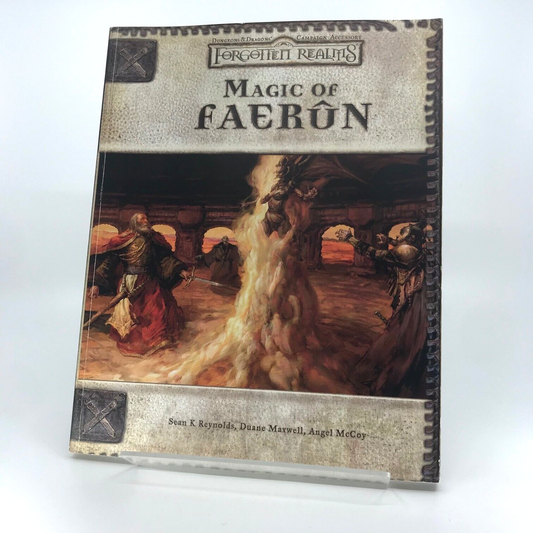 Dungeons & Dragons® Campaign Accessory
Forgotten Realms
Magic of
Faerûn
Sean K Reynolds, Duane Maxwell, Angel McCoy